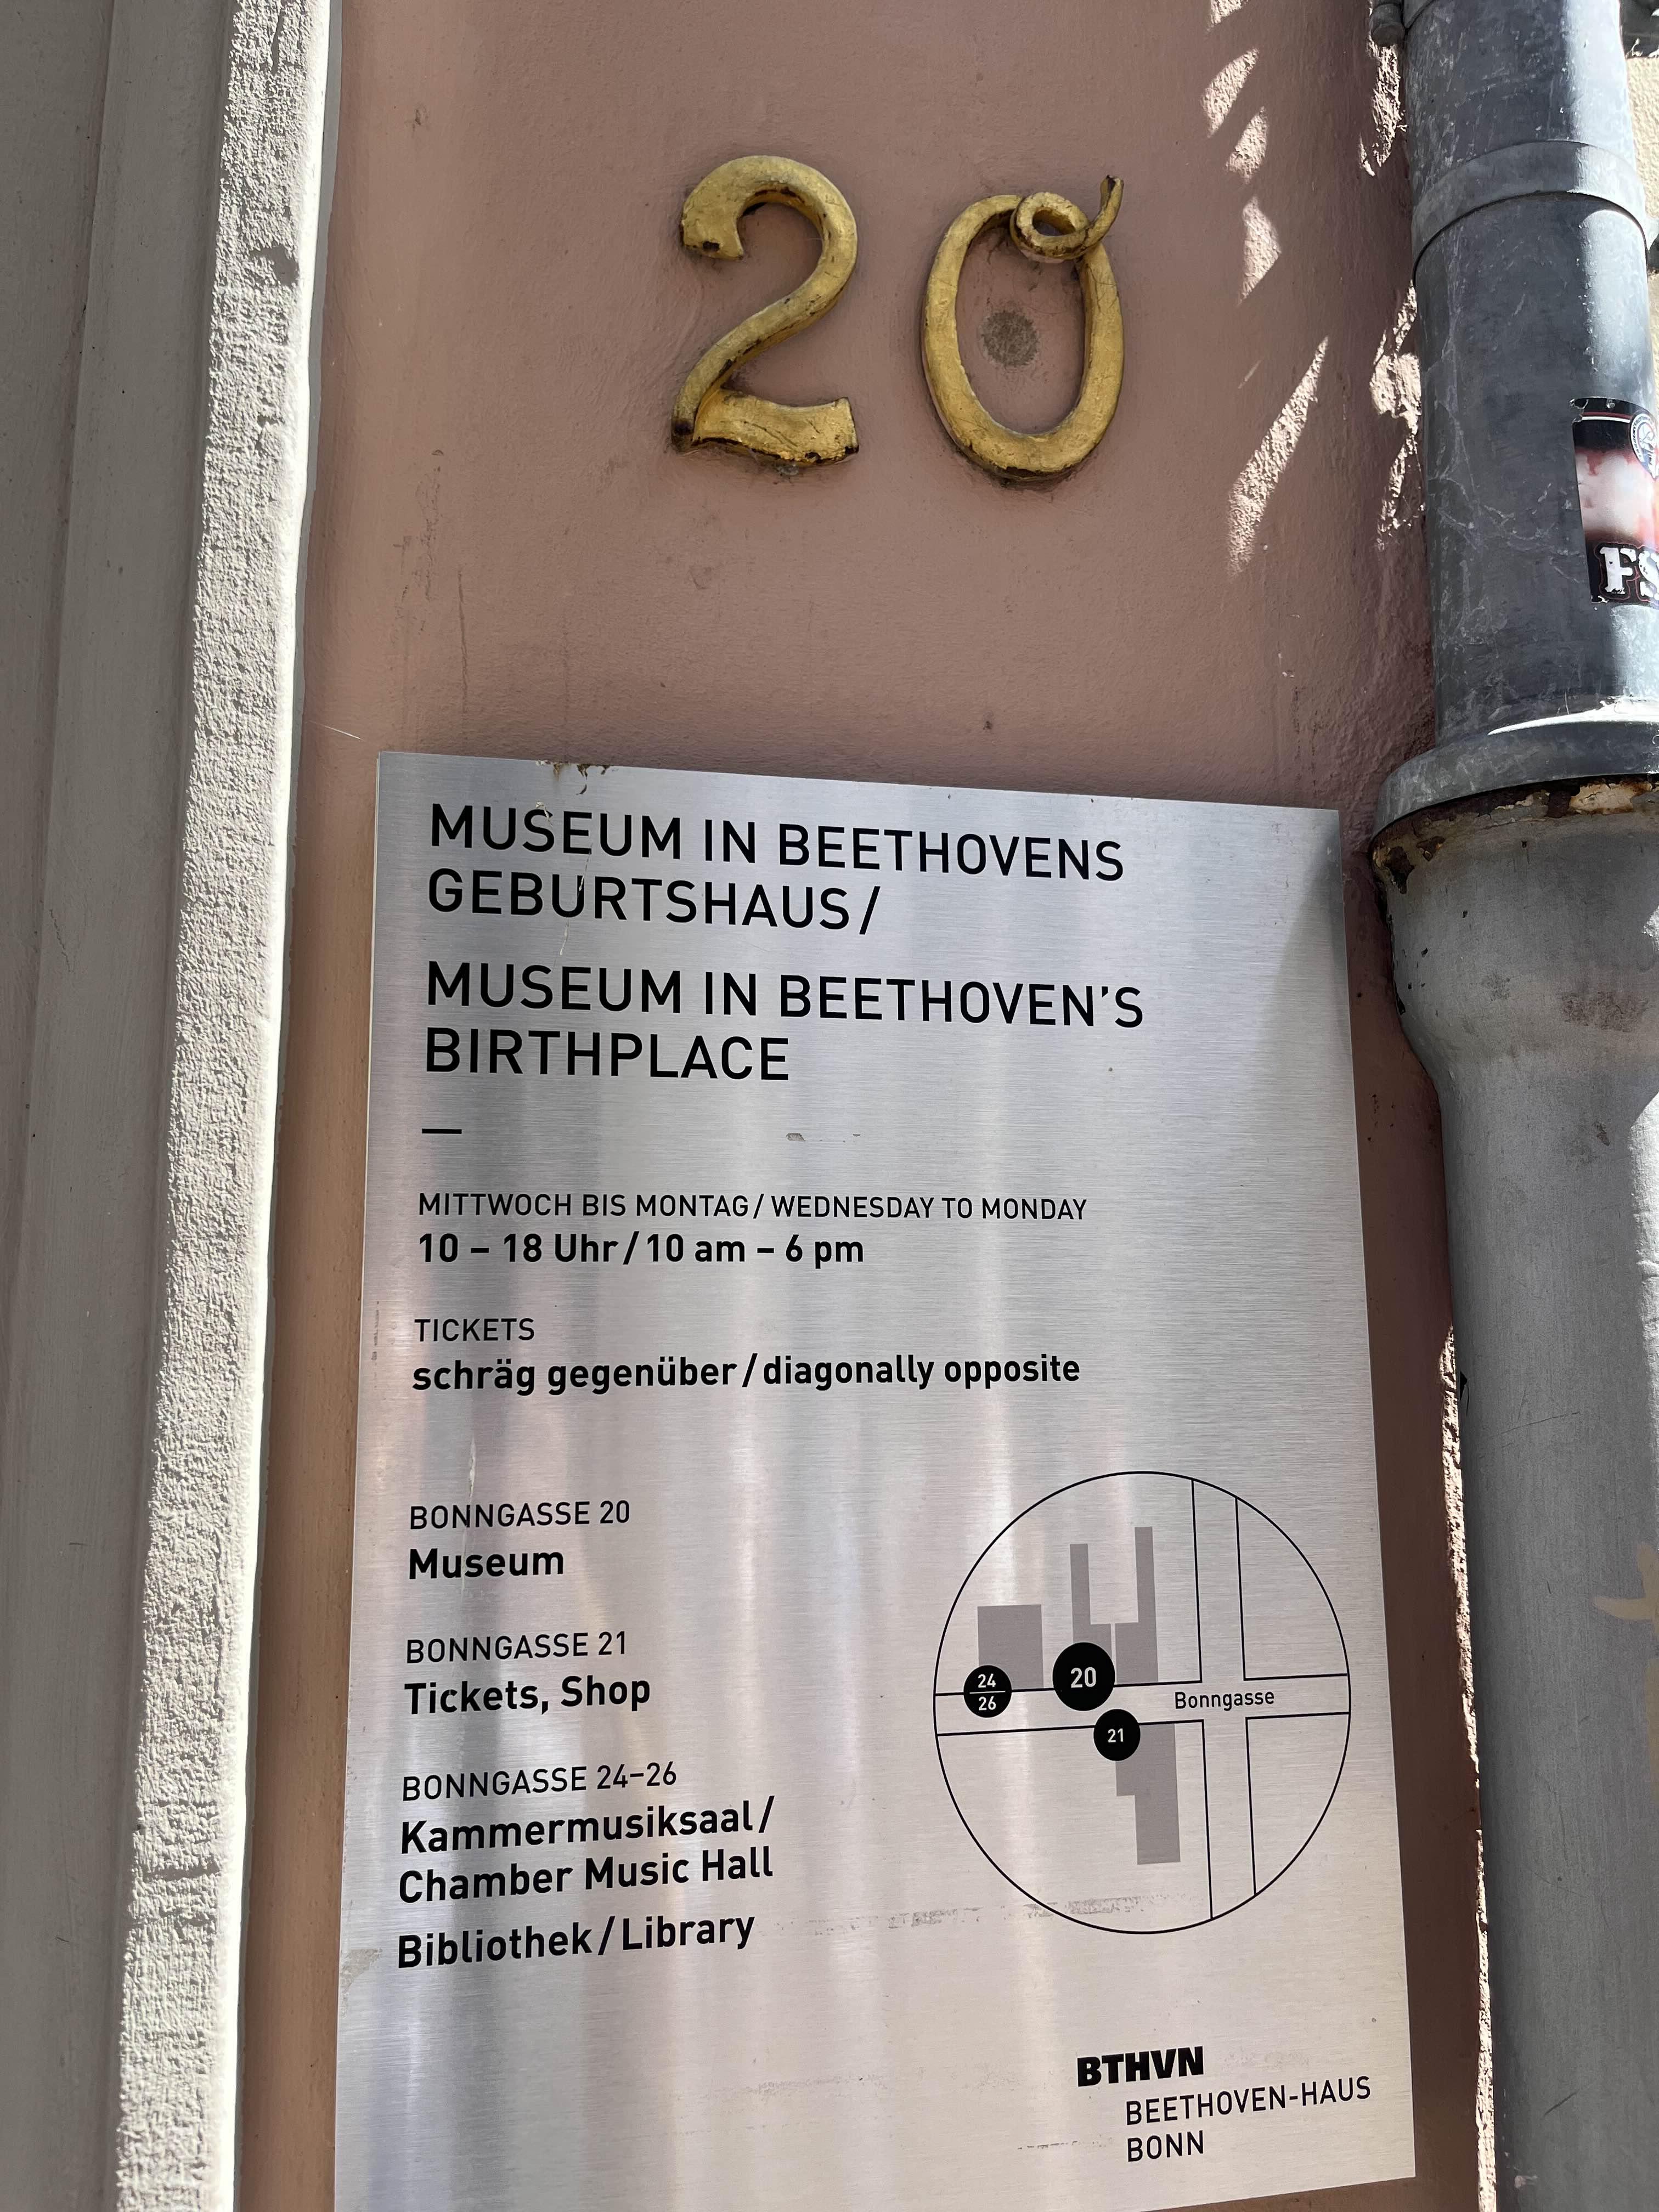 20
FS
MUSEUM IN BEETHOVENS
GEBURTSHAUS/
MUSEUM IN BEETHOVEN'S
BIRTHPLACE
—
MITTWOCH BIS MONTAG/WEDNESDAY TO MONDAY
10 – 18 Uhr/10 am – 6 pm
TICKETS
schräg gegenüber/diagonally opposite
BONNGASSE 20
Museum
BONNGASSE 21
Tickets, Shop
BONNGASSE 24–26
Kammermusiksaal/
Chamber Music Hall
Bibliothek/Library
24
26
20
Bonngasse
21
BTHVN
BEETHOVEN-HAUS
BONN